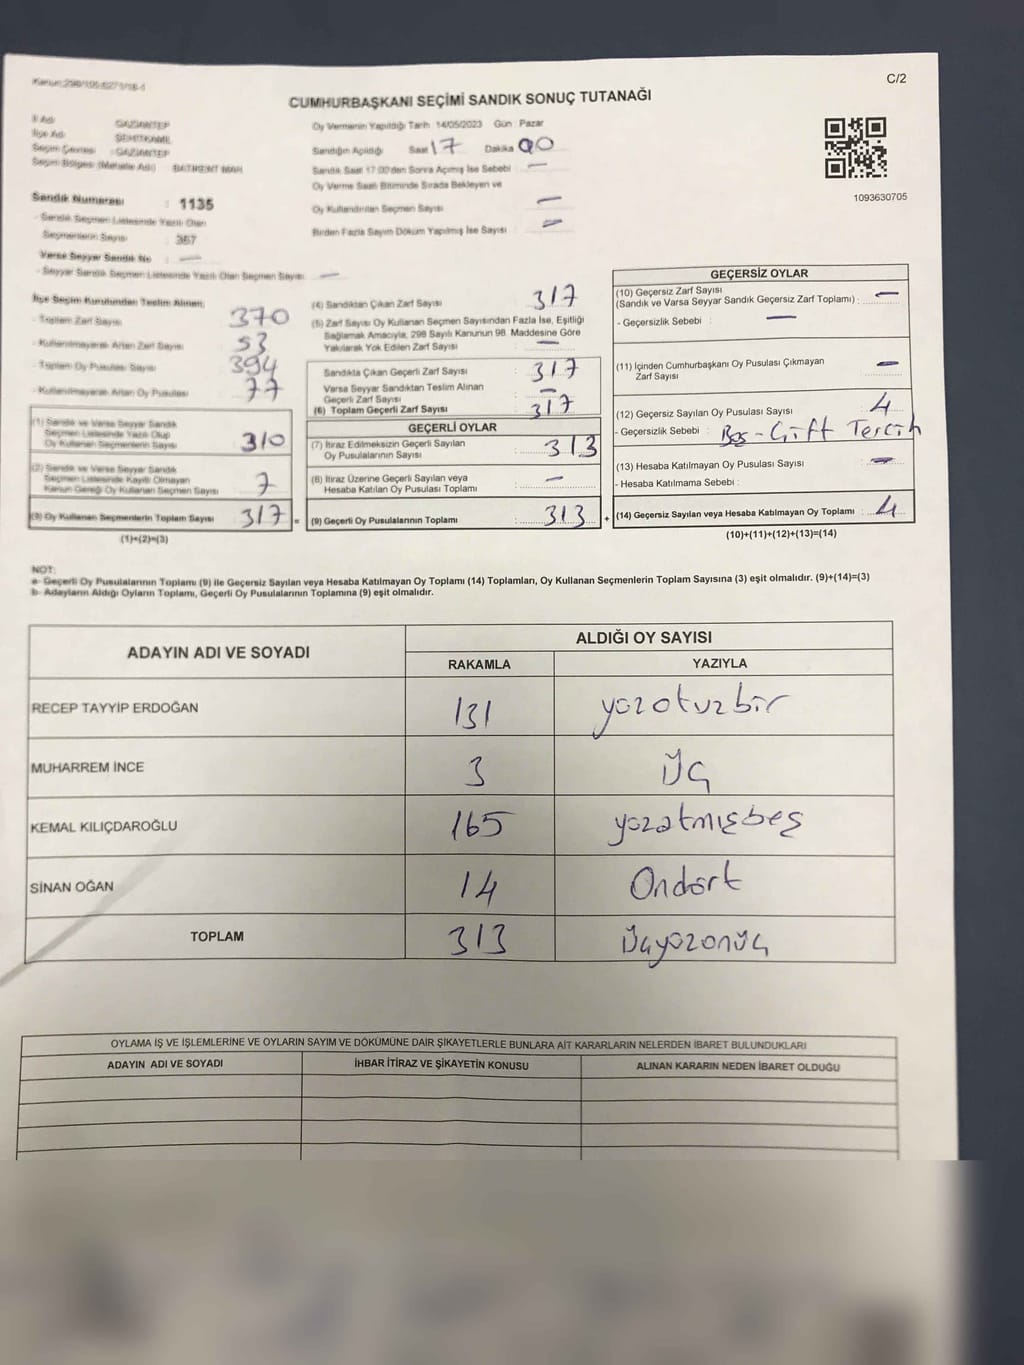 Kanun:298/105;6271/18-4
C/2
CUMHURBAŞKANI SEÇİMİ SANDIK SONUÇ TUTANAĞI
İl Adı : GAZİANTEP
İlçe Adı : ŞEHİTKAMİL
Seçim Çevresi : GAZİANTEP
Seçim Bölgesi (Mahalle Adı) : BATIKENT MAH
Sandık Numarası : 1135
- Sandık Seçmen Listesinde Yazılı Olan
Seçmenlerin Sayısı : 367
Varsa Seyyar Sandık No : —
- Seyyar Sandık Seçmen Listesinde Yazılı Olan Seçmen Sayısı : —
Oy Vermenin Yapıldığı Tarih : 14/05/2023 Gün : Pazar
Sandığın Açıldığı Saat 17 Dakika 00
Sandık Saat 17:00'den Sonra Açılmış İse Sebebi : —
Oy Verme Saati Bitiminde Sırada Bekleyen ve
Oy Kullandırılan Seçmen Sayısı : —
Birden Fazla Sayım Döküm Yapılmış İse Sayısı : —
1093630705
İlçe Seçim Kurulundan Teslim Alınan;
- Toplam Zarf Sayısı : 370
- Kullanılmayarak Artan Zarf Sayısı : 53
- Toplam Oy Pusulası Sayısı : 394
- Kullanılmayarak Artan Oy Pusulası : 77
(1) Sandık ve Varsa Seyyar Sandık
Seçmen Listesinde Yazılı Olup
Oy Kullanan Seçmenlerin Sayısı : 310
(2) Sandık ve Varsa Seyyar Sandık
Seçmen Listesinde Kayıtlı Olmayan
Kanun Gereği Oy Kullanan Seçmen Sayısı : 7
(3) Oy Kullanan Seçmenlerin Toplam Sayısı : 317
(1)+(2)=(3)
(4) Sandıktan Çıkan Zarf Sayısı : 317
(5) Zarf Sayısı Oy Kullanan Seçmen Sayısından Fazla İse, Eşitliği
Sağlamak Amacıyla, 298 Sayılı Kanunun 98. Maddesine Göre
Yakılarak Yok Edilen Zarf Sayısı : —
Sandıkta Çıkan Geçerli Zarf Sayısı : 317
Varsa Seyyar Sandıktan Teslim Alınan
Geçerli Zarf Sayısı : —
(6) Toplam Geçerli Zarf Sayısı : 317
GEÇERLİ OYLAR
(7) İtiraz Edilmeksizin Geçerli Sayılan
Oy Pusulalarının Sayısı : 313
(8) İtiraz Üzerine Geçerli Sayılan veya
Hesaba Katılan Oy Pusulası Toplamı : —
= (9) Geçerli Oy Pusulalarının Toplamı : 313 +
GEÇERSİZ OYLAR
(10) Geçersiz Zarf Sayısı
(Sandık ve Varsa Seyyar Sandık Geçersiz Zarf Toplamı) : —
- Geçersizlik Sebebi : —
(11) İçinden Cumhurbaşkanı Oy Pusulası Çıkmayan
Zarf Sayısı : —
(12) Geçersiz Sayılan Oy Pusulası Sayısı : 4
- Geçersizlik Sebebi : Boş - Çift Tercih
(13) Hesaba Katılmayan Oy Pusulası Sayısı : —
- Hesaba Katılmama Sebebi :
(14) Geçersiz Sayılan veya Hesaba Katılmayan Oy Toplamı : 4
(10)+(11)+(12)+(13)=(14)
NOT:
a- Geçerli Oy Pusulalarının Toplamı (9) ile Geçersiz Sayılan veya Hesaba Katılmayan Oy Toplamı (14) Toplamları, Oy Kullanan Seçmenlerin Toplam Sayısına (3) eşit olmalıdır. (9)+(14)=(3)
b- Adayların Aldığı Oyların Toplamı, Geçerli Oy Pusulalarının Toplamına (9) eşit olmalıdır.
ADAYIN ADI VE SOYADI
ALDIĞI OY SAYISI
RAKAMLA YAZIYLA
RECEP TAYYİP ERDOĞAN 131 yüzotuzbir
MUHARREM İNCE 3 Üç
KEMAL KILIÇDAROĞLU 165 yüzatmışbeş
SİNAN OĞAN 14 Ondört
TOPLAM 313 Üçyüzonüç
OYLAMA İŞ VE İŞLEMLERİNE VE OYLARIN SAYIM VE DÖKÜMÜNE DAİR ŞİKAYETLERLE BUNLARA AİT KARARLARIN NELERDEN İBARET BULUNDUKLARI
ADAYIN ADI VE SOYADI İHBAR İTİRAZ VE ŞİKAYETİN KONUSU ALINAN KARARIN NEDEN İBARET OLDUĞU